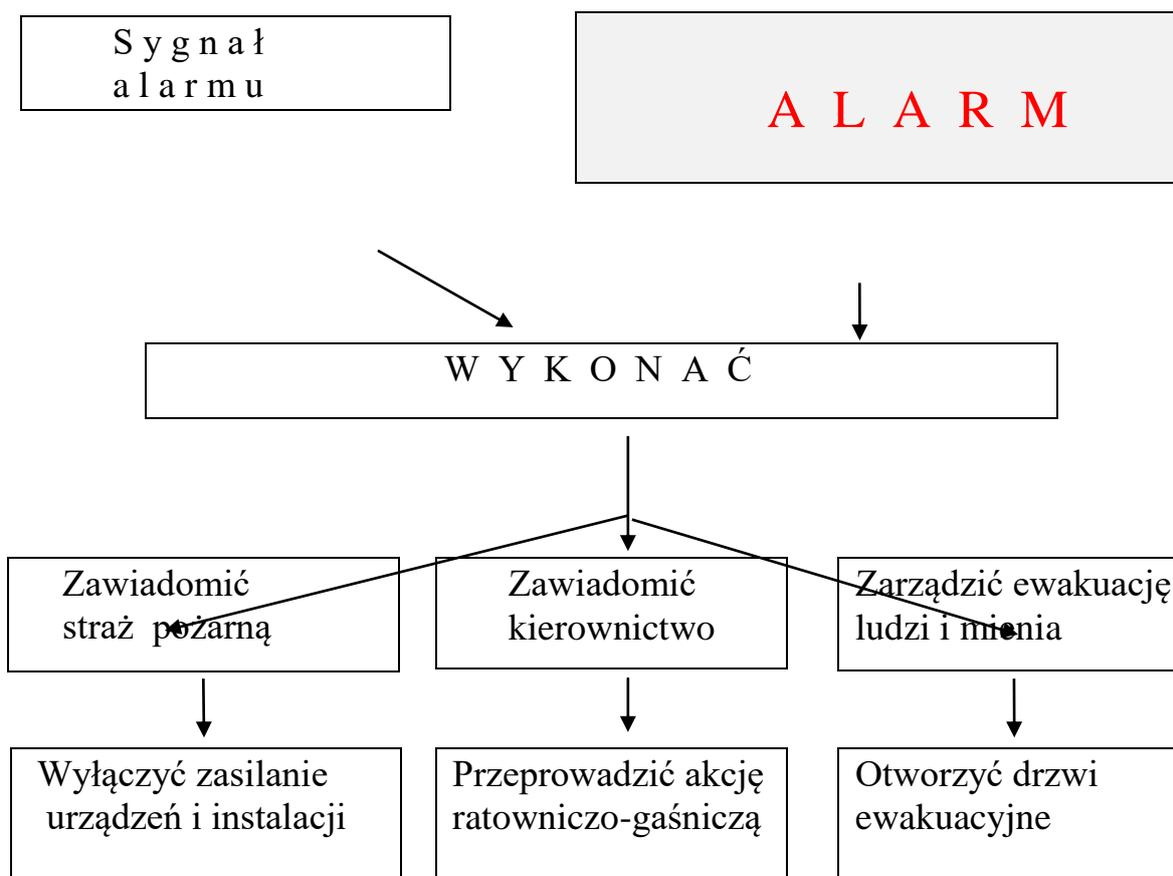 S y g n a ł
a l a r m u
A L A R M
W Y K O N A Ć
Zawiadomić
straż pożarną
Zawiadomić
kierownictwo
Zarządzić ewakuację
ludzi i mienia
Wyłączyć zasilanie
urządzeń i instalacji
Przeprowadzić akcję
ratowniczo-gaśniczą
Otworzyć drzwi
ewakuacyjne